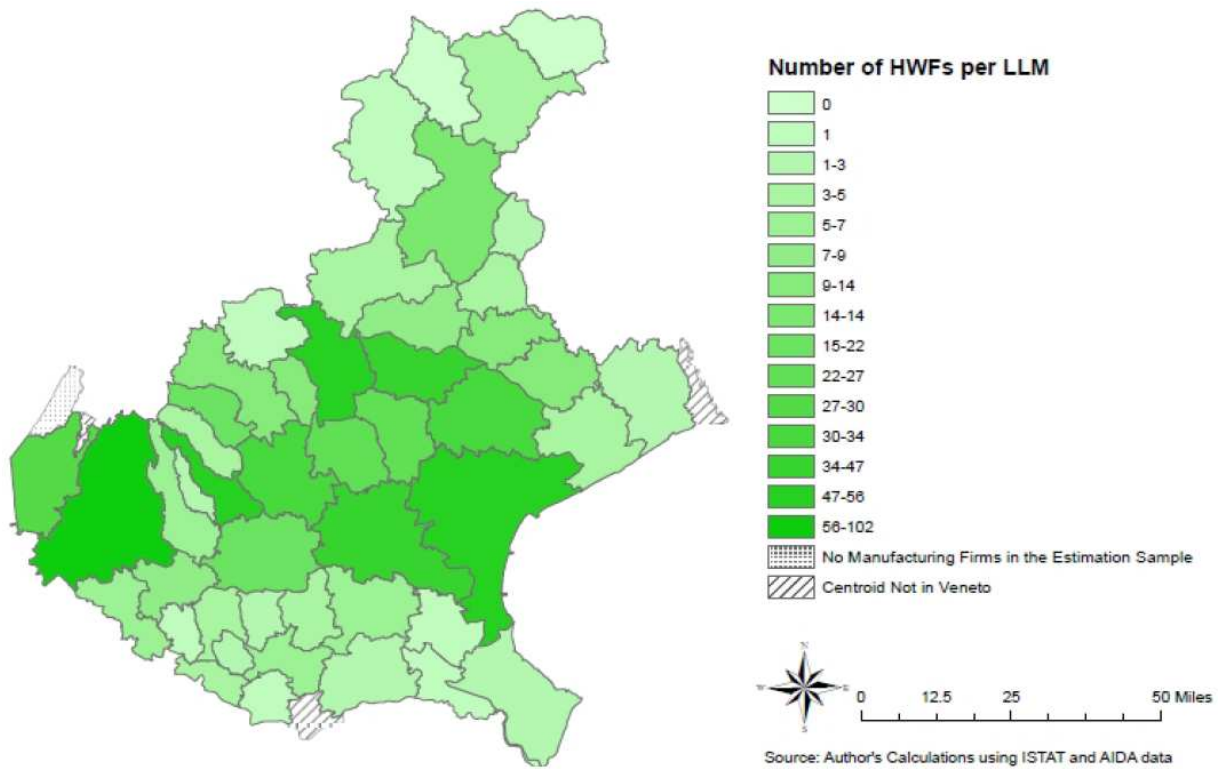 Number of HWFs per LLM
0
1
1-3
3-5
5-7
7-9
9-14
14-14
15-22
22-27
27-30
30-34
34-47
47-56
56-102
No Manufacturing Firms in the Estimation Sample
Centroid Not in Veneto
N
W E
S
0 12.5 25 50 Miles
Source: Author's Calculations using ISTAT and AIDA data